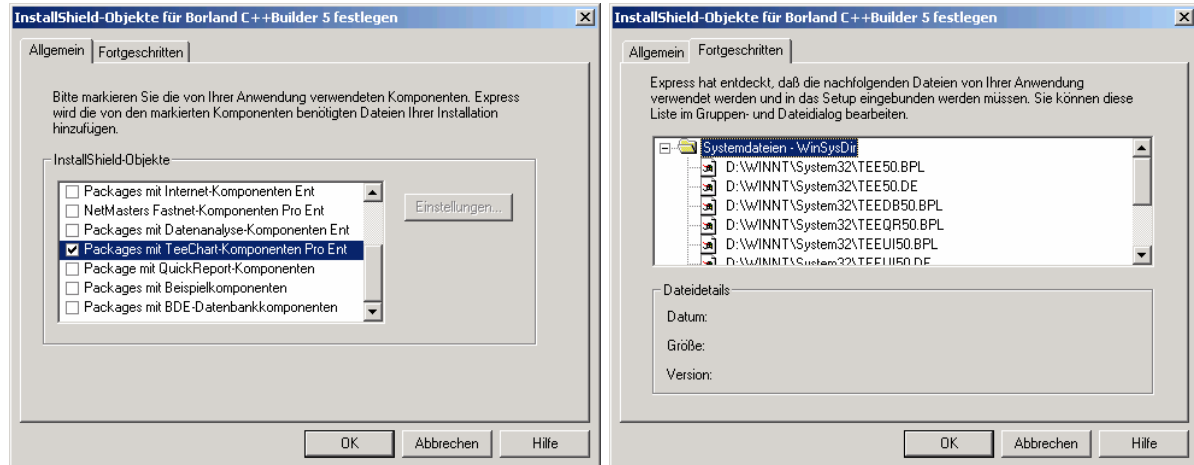 InstallShield-Objekte für Borland C++Builder 5 festlegen
Allgemein
Fortgeschritten
Bitte markieren Sie die von Ihrer Anwendung verwendeten Komponenten. Express
wird die von den markierten Komponenten benötigten Dateien Ihrer Installation
hinzufügen.
InstallShield-Objekte
Packages mit Internet-Komponenten Ent
NetMasters Fastnet-Komponenten Pro Ent
Packages mit Datenanalyse-Komponenten Ent
Packages mit TeeChart-Komponenten Pro Ent
Package mit QuickReport-Komponenten
Packages mit Beispielkomponenten
Packages mit BDE-Datenbankkomponenten
Einstellungen...
OK
Abbrechen
Hilfe
InstallShield-Objekte für Borland C++Builder 5 festlegen
Allgemein
Fortgeschritten
Express hat entdeckt, daß die nachfolgenden Dateien von Ihrer Anwendung
verwendet werden und in das Setup eingebunden werden müssen. Sie können diese
Liste im Gruppen- und Dateidialog bearbeiten.
Systemdateien - WinSysDir
D:\WINNT\System32\TEE50.BPL
D:\WINNT\System32\TEE50.DE
D:\WINNT\System32\TEEDB50.BPL
D:\WINNT\System32\TEEQR50.BPL
D:\WINNT\System32\TEEUI50.BPL
D:\WINNT\System32\TEEUI50.DE
Dateidetails
Datum:
Größe:
Version:
OK
Abbrechen
Hilfe